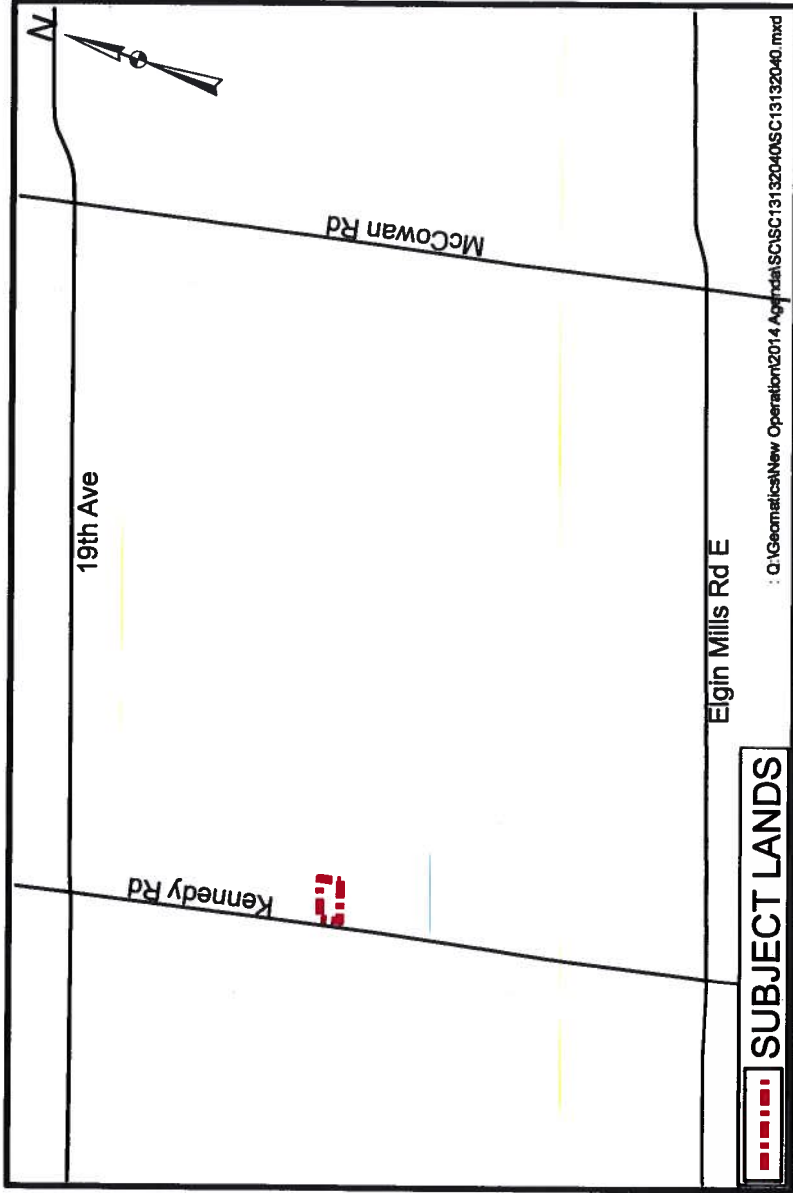 N
19th Ave
McCowan Rd
Kennedy Rd
Elgin Mills Rd E
SUBJECT LANDS
: Q:\Geomatics\New Operation\2014 Agenda\SC\SC13132040\SC13132040.mxd